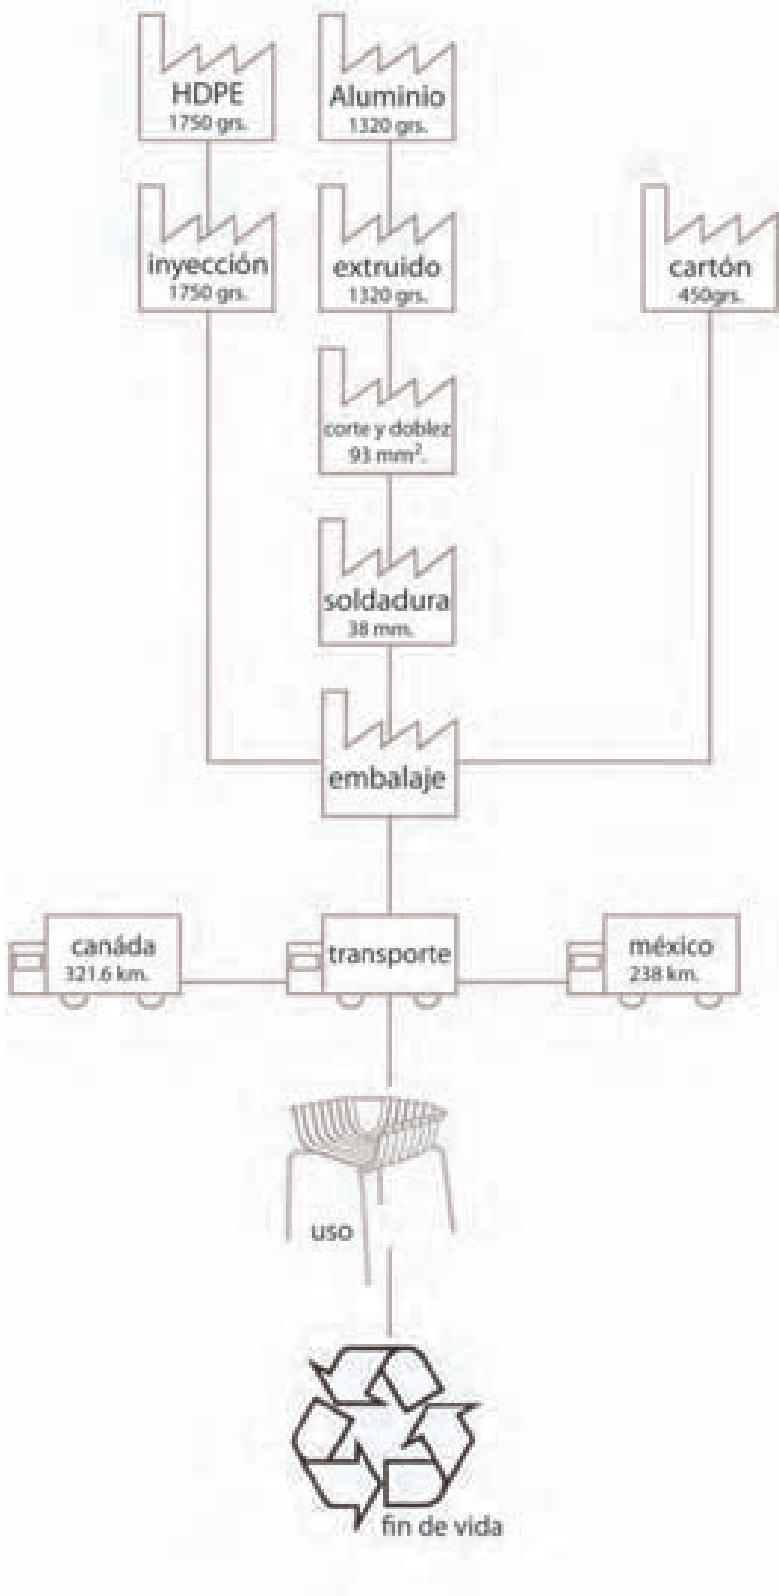 HDPE
1750 grs.
Aluminio
1320 grs.
inyección
1750 grs.
extruido
1320 grs.
cartón
450grs.
corte y doblez
93 mm².
soldadura
38 mm.
embalaje
canáda
321.6 km.
transporte
méxico
238 km.
uso
fin de vida